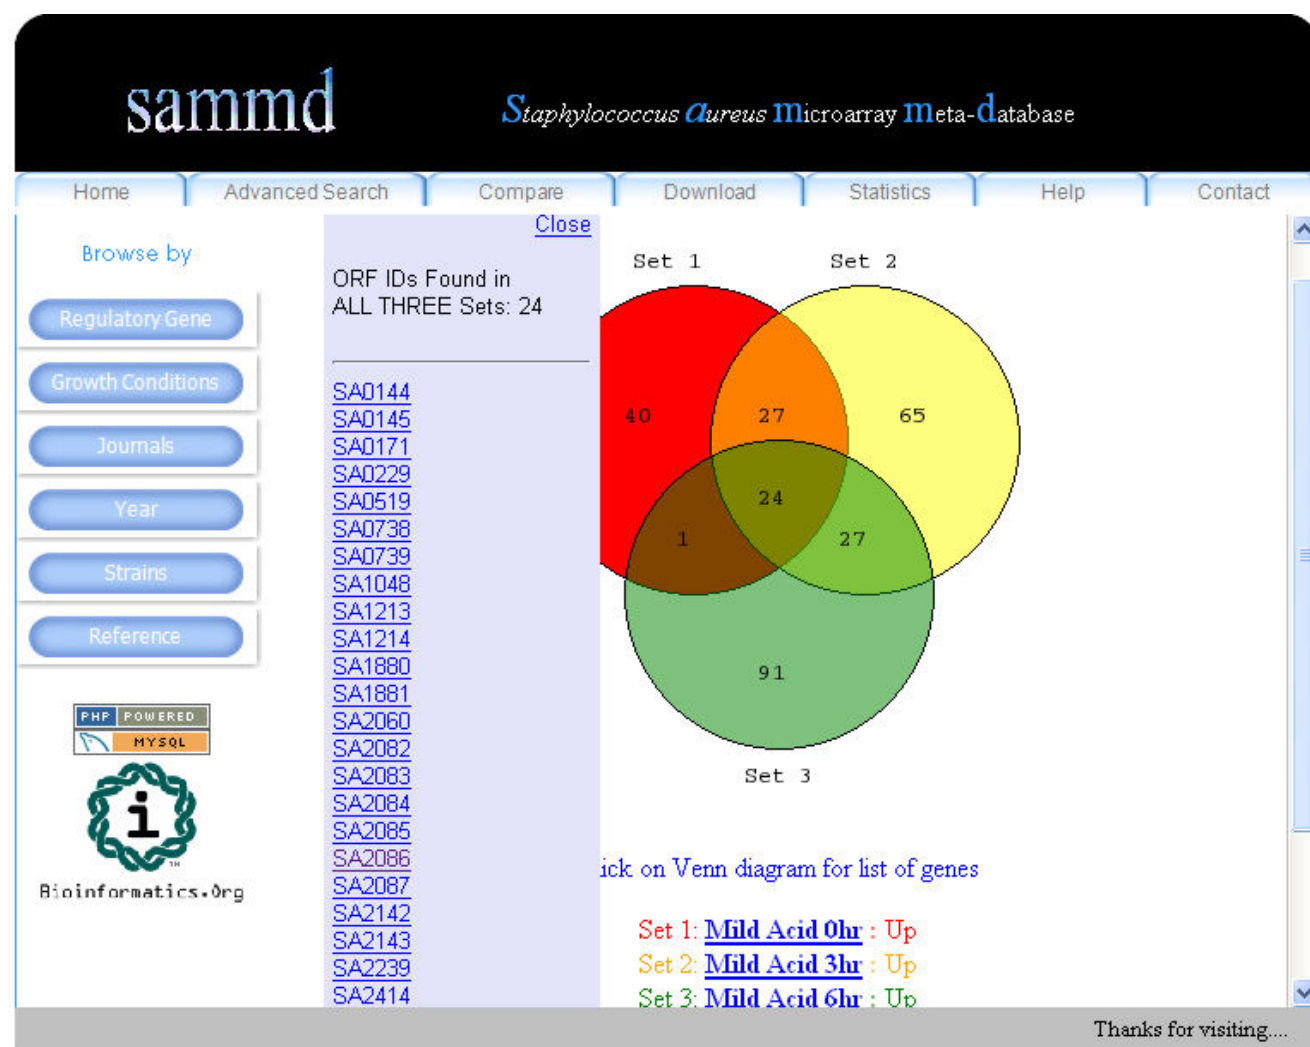 sammd
Staphylococcus aureus microarray meta-database
Home Advanced Search Compare Download Statistics Help Contact
Browse by
Regulatory Gene
Growth Conditions
Journals
Year
Strains
Reference
PHP POWERED
MYSQL
i
TM
Bioinformatics.Org
Close
ORF IDs Found in
ALL THREE Sets: 24
SA0144
SA0145
SA0171
SA0229
SA0519
SA0738
SA0739
SA1048
SA1213
SA1214
SA1880
SA1881
SA2060
SA2082
SA2083
SA2084
SA2085
SA2086
SA2087
SA2142
SA2143
SA2239
SA2414
Set 1 Set 2
40 27 65
24
1 27
91
Set 3
ick on Venn diagram for list of genes
Set 1: Mild Acid 0hr : Up
Set 2: Mild Acid 3hr : Up
Set 3: Mild Acid 6hr : Up
Thanks for visiting....